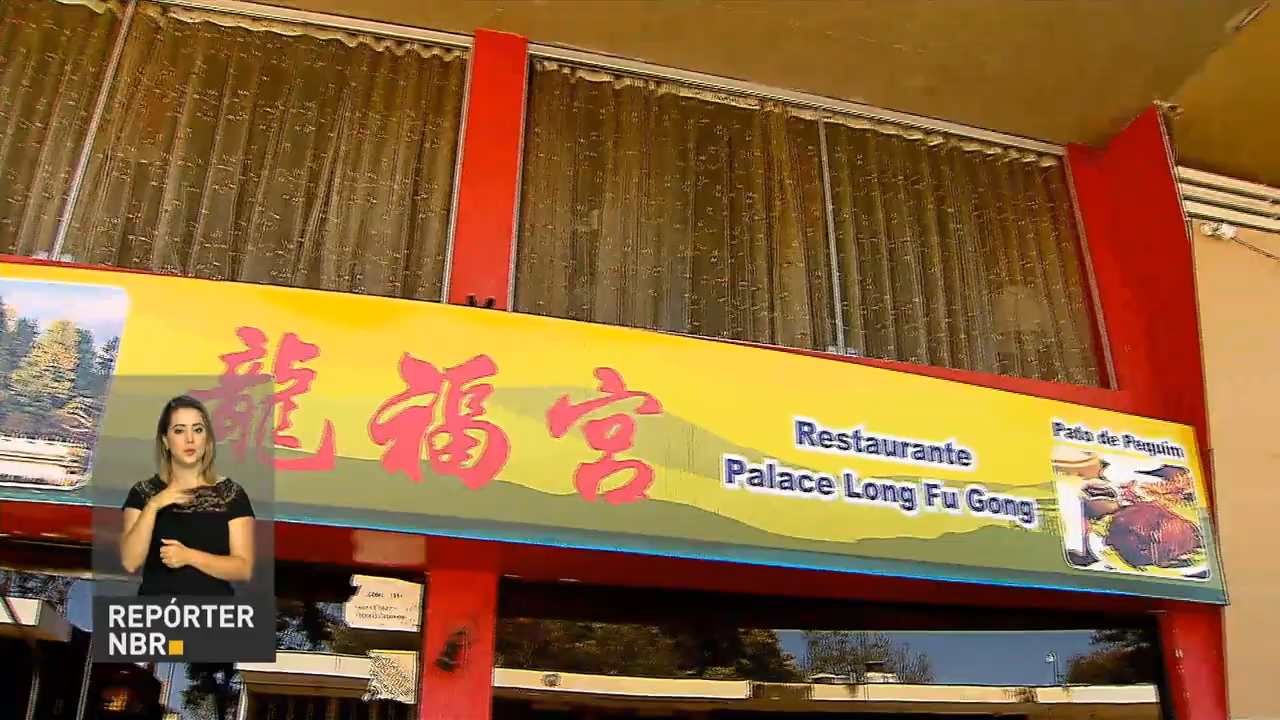 龍福宮
Restaurante
Palace Long Fu Gong
Pato de Pequim
REPÓRTER
NBR